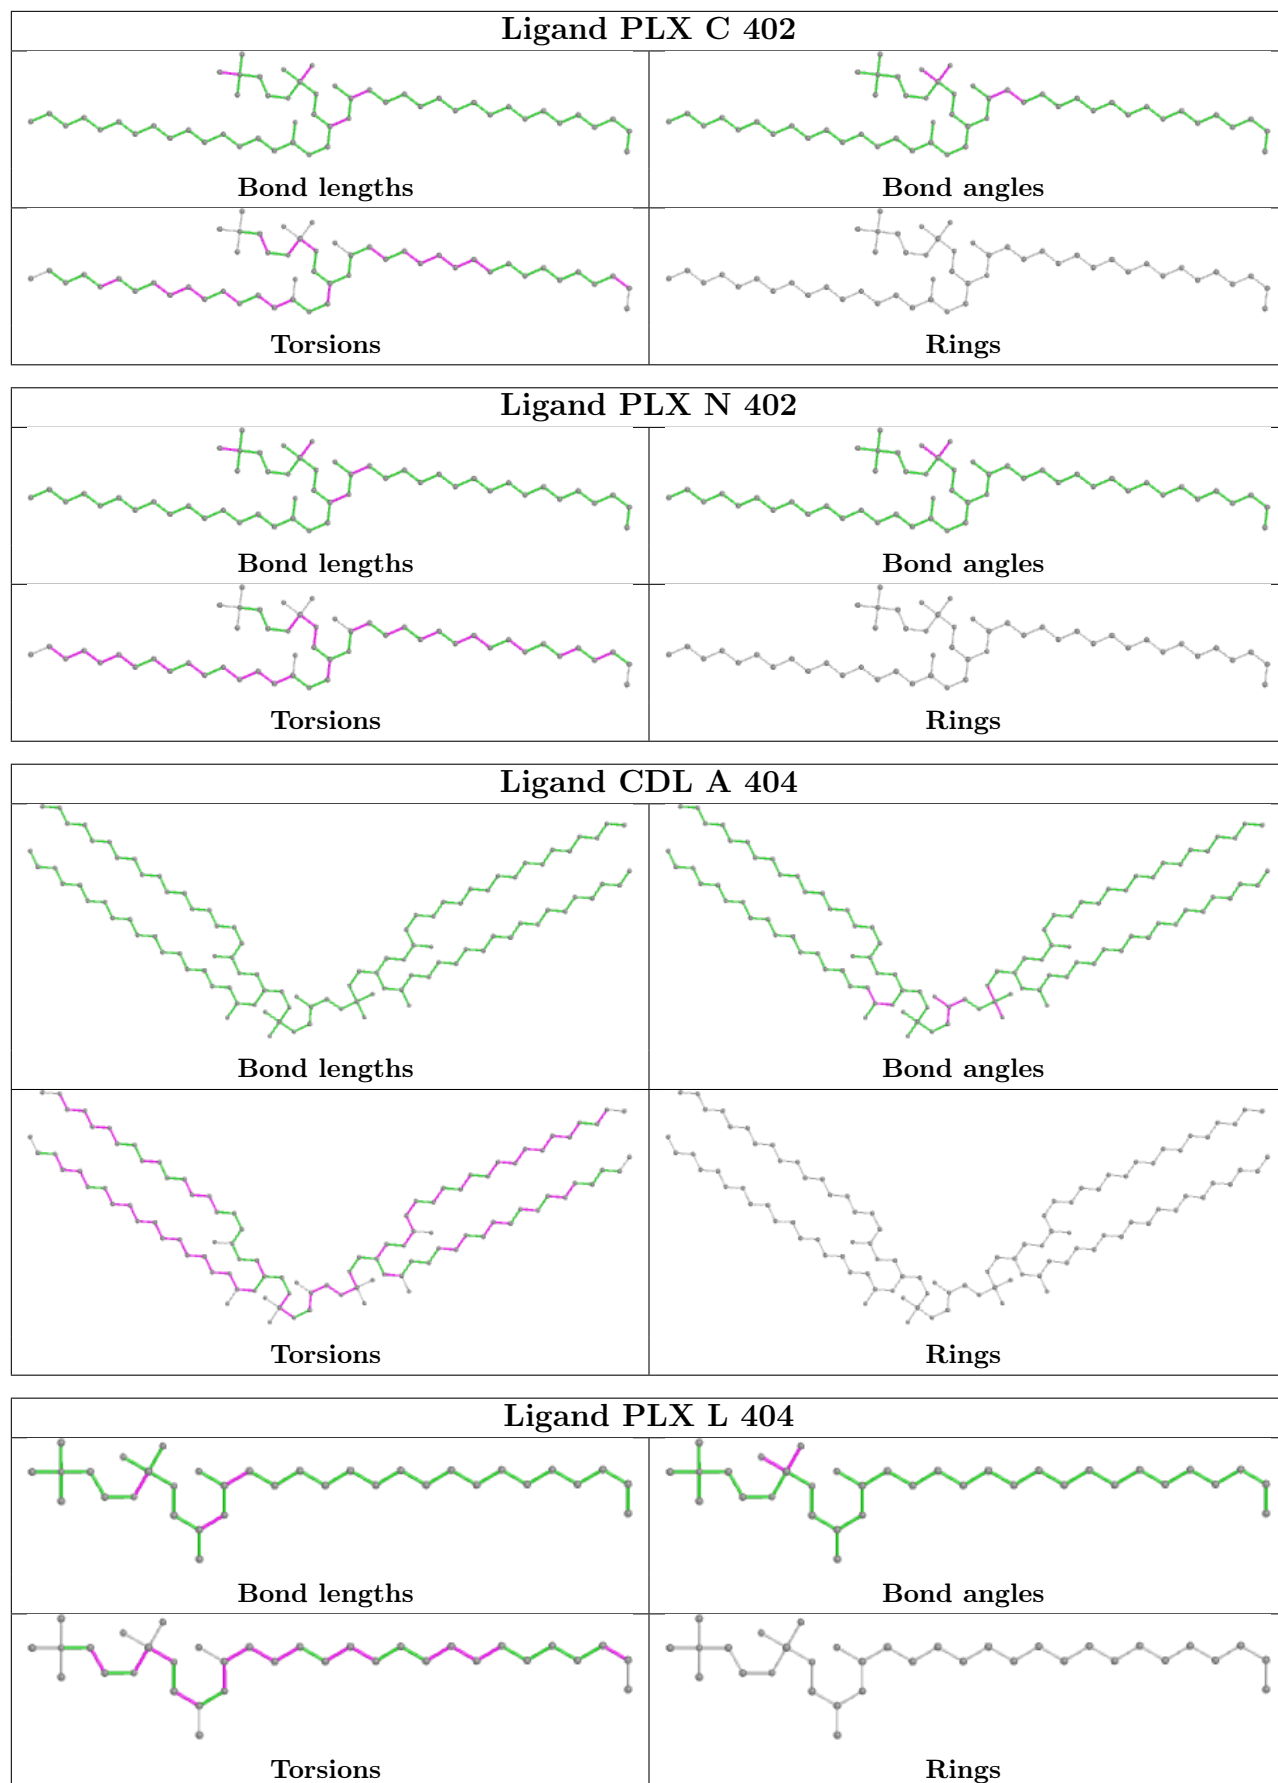 Ligand PLX C 402
Bond lengths
Bond angles
Torsions
Rings
Ligand PLX N 402
Bond lengths
Bond angles
Torsions
Rings
Ligand CDL A 404
Bond lengths
Bond angles
Torsions
Rings
Ligand PLX L 404
Bond lengths
Bond angles
Torsions
Rings